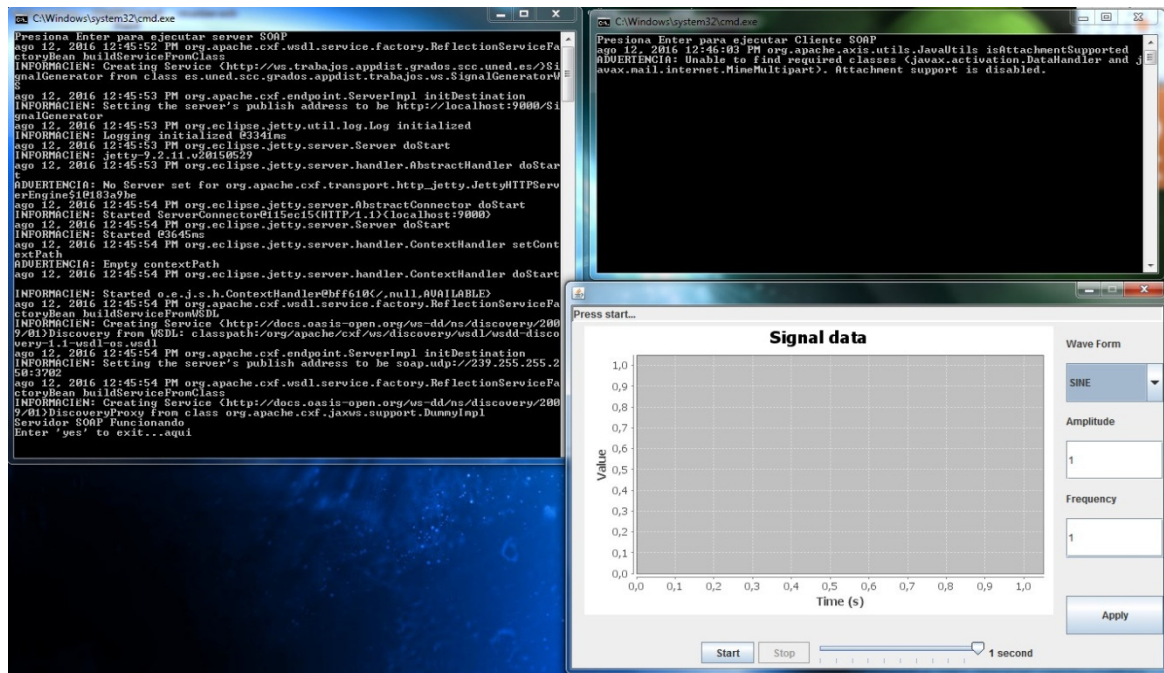 C:\Windows\system32\cmd.exe
Presiona Enter para ejecutar server SOAP
ago 12, 2016 12:45:52 PM org.apache.cxf.wsdl.service.factory.ReflectionServiceFa
ctoryBean buildServiceFromClass
INFORMACIËN: Creating Service {http://ws.trabajos.appdist.grados.scc.uned.es/}Si
gnalGenerator from class es.uned.scc.grados.appdist.trabajos.ws.SignalGeneratorW
S
ago 12, 2016 12:45:53 PM org.apache.cxf.endpoint.ServerImpl initDestination
INFORMACIËN: Setting the server's publish address to be http://localhost:9000/Si
gnalGenerator
ago 12, 2016 12:45:53 PM org.eclipse.jetty.util.log.Log initialized
INFORMACIËN: Logging initialized @3341ms
ago 12, 2016 12:45:53 PM org.eclipse.jetty.server.Server doStart
INFORMACIËN: jetty-9.2.11.v20150529
ago 12, 2016 12:45:53 PM org.eclipse.jetty.server.handler.AbstractHandler doStar
t
ADVERTENCIA: No Server set for org.apache.cxf.transport.http_jetty.JettyHTTPServ
erEngine$1@183a9be
ago 12, 2016 12:45:54 PM org.eclipse.jetty.server.AbstractConnector doStart
INFORMACIËN: Started ServerConnector@115ec15{HTTP/1.1}{localhost:9000}
ago 12, 2016 12:45:54 PM org.eclipse.jetty.server.Server doStart
INFORMACIËN: Started @3645ms
ago 12, 2016 12:45:54 PM org.eclipse.jetty.server.handler.ContextHandler setCont
extPath
ADVERTENCIA: Empty contextPath
ago 12, 2016 12:45:54 PM org.eclipse.jetty.server.handler.ContextHandler doStart
INFORMACIËN: Started o.e.j.s.h.ContextHandler@bff610{/,null,AVAILABLE}
ago 12, 2016 12:45:54 PM org.apache.cxf.wsdl.service.factory.ReflectionServiceFa
ctoryBean buildServiceFromWSDL
INFORMACIËN: Creating Service {http://docs.oasis-open.org/ws-dd/ns/discovery/200
9/01}Discovery from WSDL: classpath:/org/apache/cxf/ws/discovery/wsdl/wsdd-disco
very-1.1-wsdl-os.wsdl
ago 12, 2016 12:45:54 PM org.apache.cxf.endpoint.ServerImpl initDestination
INFORMACIËN: Setting the server's publish address to be soap.udp://239.255.255.2
50:3702
ago 12, 2016 12:45:54 PM org.apache.cxf.wsdl.service.factory.ReflectionServiceFa
ctoryBean buildServiceFromClass
INFORMACIËN: Creating Service {http://docs.oasis-open.org/ws-dd/ns/discovery/200
9/01}DiscoveryProxy from class org.apache.cxf.jaxws.support.DummyImpl
Servidor SOAP Funcionando
Enter 'yes' to exit...aqui
C:\Windows\system32\cmd.exe
Presiona Enter para ejecutar Cliente SOAP
ago 12, 2016 12:46:03 PM org.apache.axis.utils.JavaUtils isAttachmentSupported
ADVERTENCIA: Unable to find required classes (javax.activation.DataHandler and j
avax.mail.internet.MimeMultipart). Attachment support is disabled.
Press start...
Signal data
Value
1,0
0,9
0,8
0,7
0,6
0,5
0,4
0,3
0,2
0,1
0,0
0,0 0,1 0,2 0,3 0,4 0,5 0,6 0,7 0,8 0,9 1,0
Time (s)
Wave Form
SINE
Amplitude
1
Frequency
1
Apply
Start Stop 1 second